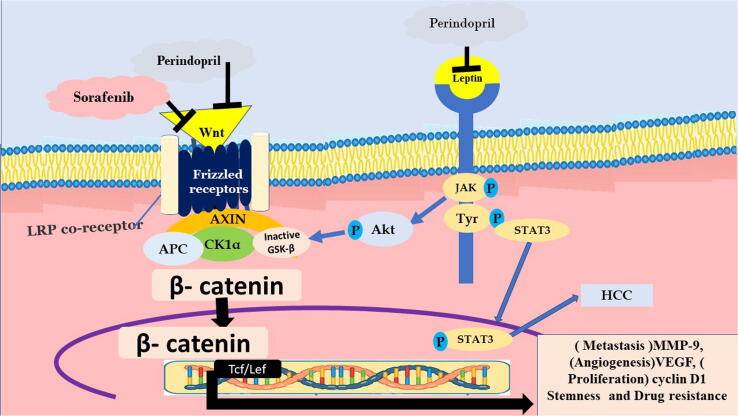 Perindopril
Perindopril
Leptin
Sorafenib
Wnt
Frizzled
receptors
LRP co-receptor
AXIN
APC
CK1α
Inactive
GSK-β
P
Akt
JAK
P
Tyr
P
STAT3
β- catenin
β- catenin
P
STAT3
HCC
Tcf/Lef
( Metastasis )MMP-9,
(Angiogenesis)VEGF, (
Proliferation) cyclin D1
Stemness and Drug resistance